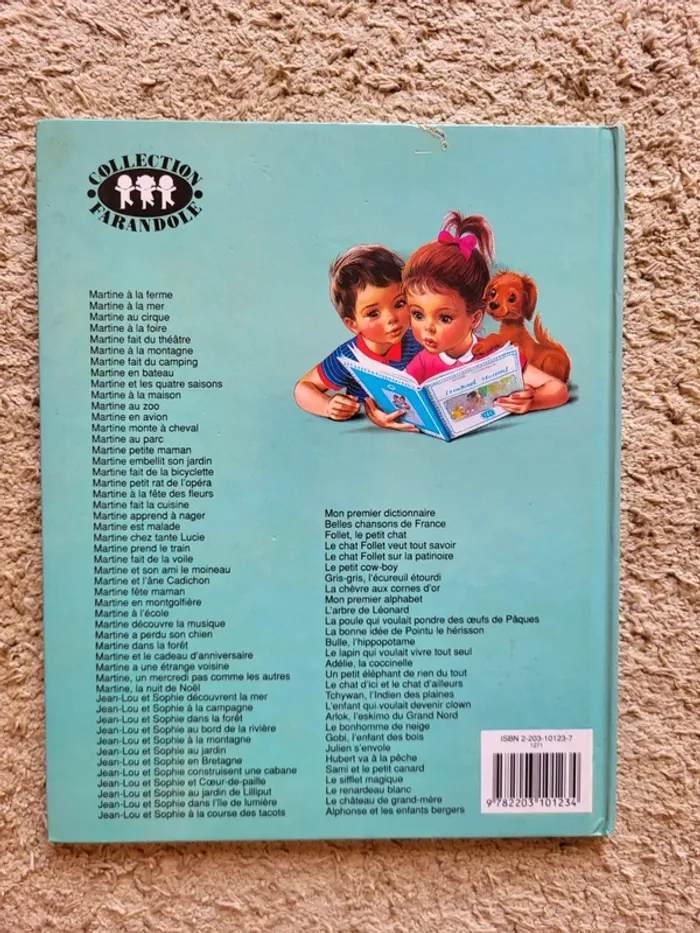 COLLECTION
FARANDOLE
Martine à la ferme
Martine à la mer
Martine au cirque
Martine à la foire
Martine fait du théâtre
Martine à la montagne
Martine fait du camping
Martine en bateau
Martine et les quatre saisons
Martine à la maison
Martine au zoo
Martine en avion
Martine monte à cheval
Martine au parc
Martine petite maman
Martine embellit son jardin
Martine fait de la bicyclette
Martine petit rat de l'opéra
Martine à la fête des fleurs
Martine fait la cuisine
Martine apprend à nager
Martine est malade
Martine chez tante Lucie
Martine prend le train
Martine fait de la voile
Martine et son ami le moineau
Martine et l'âne Cadichon
Martine fête maman
Martine en montgolfière
Martine à l'école
Martine découvre la musique
Martine a perdu son chien
Martine dans la forêt
Martine et le cadeau d'anniversaire
Martine a une étrange voisine
Martine, un mercredi pas comme les autres
Martine, la nuit de Noël
Jean-Lou et Sophie découvrent la mer
Jean-Lou et Sophie à la campagne
Jean-Lou et Sophie dans la forêt
Jean-Lou et Sophie au bord de la rivière
Jean-Lou et Sophie à la montagne
Jean-Lou et Sophie au jardin
Jean-Lou et Sophie en Bretagne
Jean-Lou et Sophie construisent une cabane
Jean-Lou et Sophie et Cœur-de-paille
Jean-Lou et Sophie au jardin de Lilliput
Jean-Lou et Sophie dans l'île de lumière
Jean-Lou et Sophie à la course des tacots
Mon premier dictionnaire
Belles chansons de France
Follet, le petit chat
Le chat Follet veut tout savoir
Le chat Follet sur la patinoire
Le petit cow-boy
Gris-gris, l'écureuil étourdi
La chèvre aux cornes d'or
Mon premier alphabet
L'arbre de Léonard
La poule qui voulait pondre des œufs de Pâques
La bonne idée de Pointu le hérisson
Bulle, l'hippopotame
Le lapin qui voulait vivre tout seul
Adélie, la coccinelle
Un petit éléphant de rien du tout
Le chat d'ici et le chat d'ailleurs
Tchywan, l'Indien des plaines
L'enfant qui voulait devenir clown
Arlok, l'eskimo du Grand Nord
Le bonhomme de neige
Gobi, l'enfant des bois
Julien s'envole
Hubert va à la pêche
Sami et le petit canard
Le sifflet magique
Le renardeau blanc
Le château de grand-mère
Alphonse et les enfants bergers
ISBN 2-203-10123-7
1271
9 782203 101234